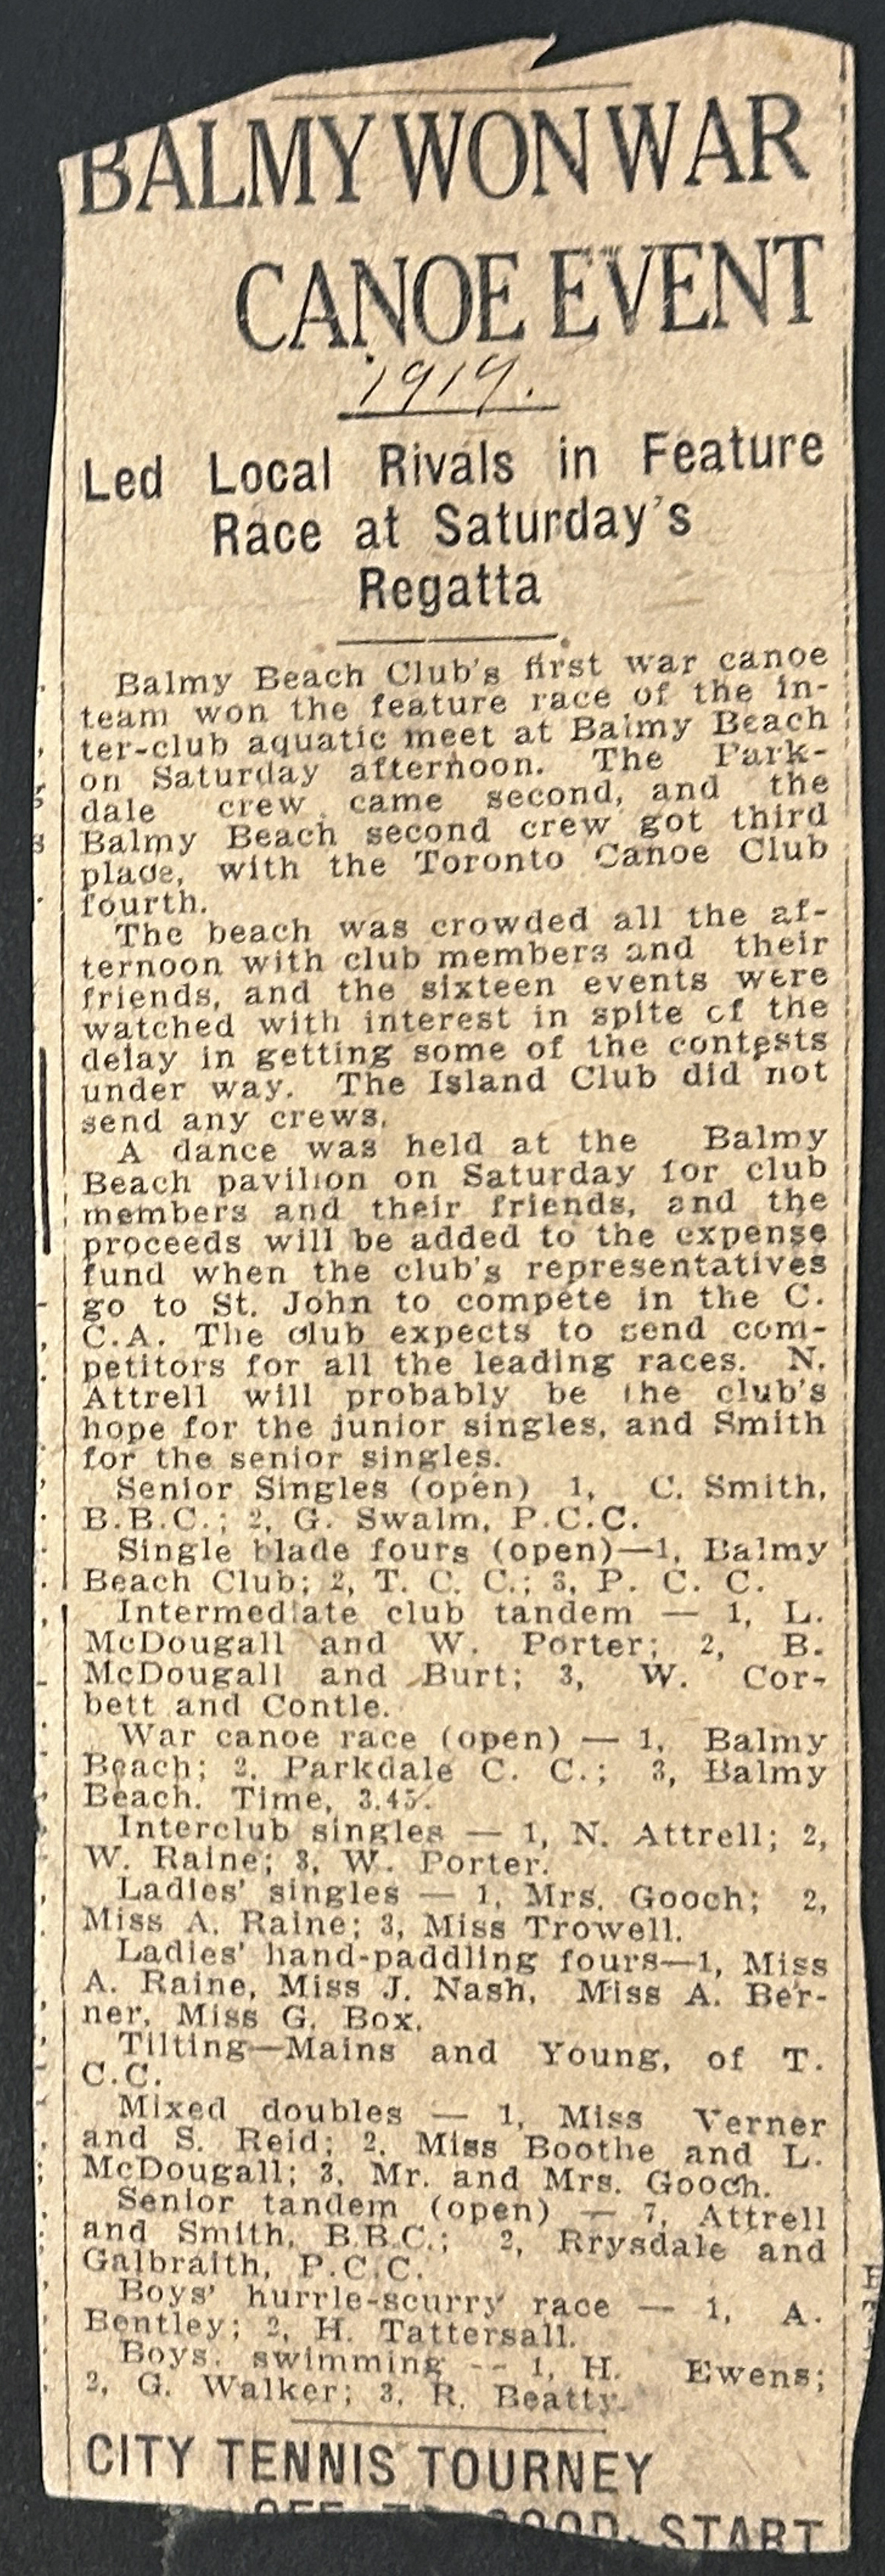 BALMY WON WAR
CANOE EVENT
1919.
Led Local Rivals in Feature
Race at Saturday's
Regatta
Balmy Beach Club's first war canoe
team won the feature race of the in-
ter-club aquatic meet at Balmy Beach
on Saturday afternoon. The Park-
dale crew came second, and the
Balmy Beach second crew got third
place, with the Toronto Canoe Club
fourth.
The beach was crowded all the af-
ternoon with club members and their
friends, and the sixteen events were
watched with interest in spite of the
delay in getting some of the contests
under way. The Island Club did not
send any crews.
A dance was held at the Balmy
Beach pavilion on Saturday for club
members and their friends, and the
proceeds will be added to the expense
fund when the club's representatives
go to St. John to compete in the C.
C.A. The club expects to send com-
petitors for all the leading races. N.
Attrell will probably be the club's
hope for the junior singles, and Smith
for the senior singles.
Senior Singles (open) 1, C. Smith,
B.B.C.; 2, G. Swalm, P.C.C.
Single blade fours (open)—1, Balmy
Beach Club; 2, T. C. C.; 3, P. C. C.
Intermediate club tandem — 1, L.
McDougall and W. Porter; 2, B.
McDougall and Burt; 3, W. Cor-
bett and Contle.
War canoe race (open) — 1, Balmy
Beach; 2, Parkdale C. C.; 3, Balmy
Beach. Time, 3.45.
Interclub singles — 1, N. Attrell; 2,
W. Raine; 3, W. Porter.
Ladies' singles — 1, Mrs. Gooch; 2,
Miss A. Raine; 3, Miss Trowell.
Ladies' hand-paddling fours—1, Miss
A. Raine, Miss J. Nash, Miss A. Ber-
ner, Miss G. Box.
Tilting—Mains and Young, of T.
C.C.
Mixed doubles — 1, Miss Verner
and S. Reid; 2, Miss Boothe and L.
McDougall; 3, Mr. and Mrs. Gooch.
Senior tandem (open) — 7, Attrell
and Smith, B.B.C.; 2, Rrysdale and
Galbraith, P.C.C.
Boys' hurrle-scurry race — 1, A.
Bentley; 2, H. Tattersall.
Boys. swimming -- 1, H. Ewens;
2, G. Walker; 3, R. Beatty.
CITY TENNIS TOURNEY
START